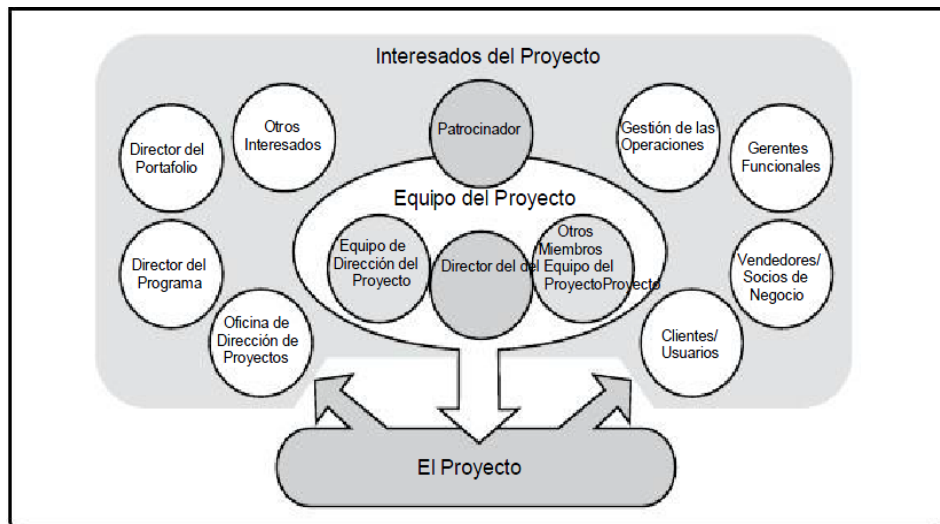 Interesados del Proyecto
Director del
Portafolio
Otros
Interesados
Patrocinador
Gestión de las
Operaciones
Gerentes
Funcionales
Equipo del Proyecto
Director del
Programa
Equipo de
Dirección del
Proyecto
Director del del
Otros
Miembros
Equipo del
ProyectoProyecto
Vendedores/
Socios de
Negocio
Oficina de
Dirección de
Proyectos
Clientes/
Usuarios
El Proyecto